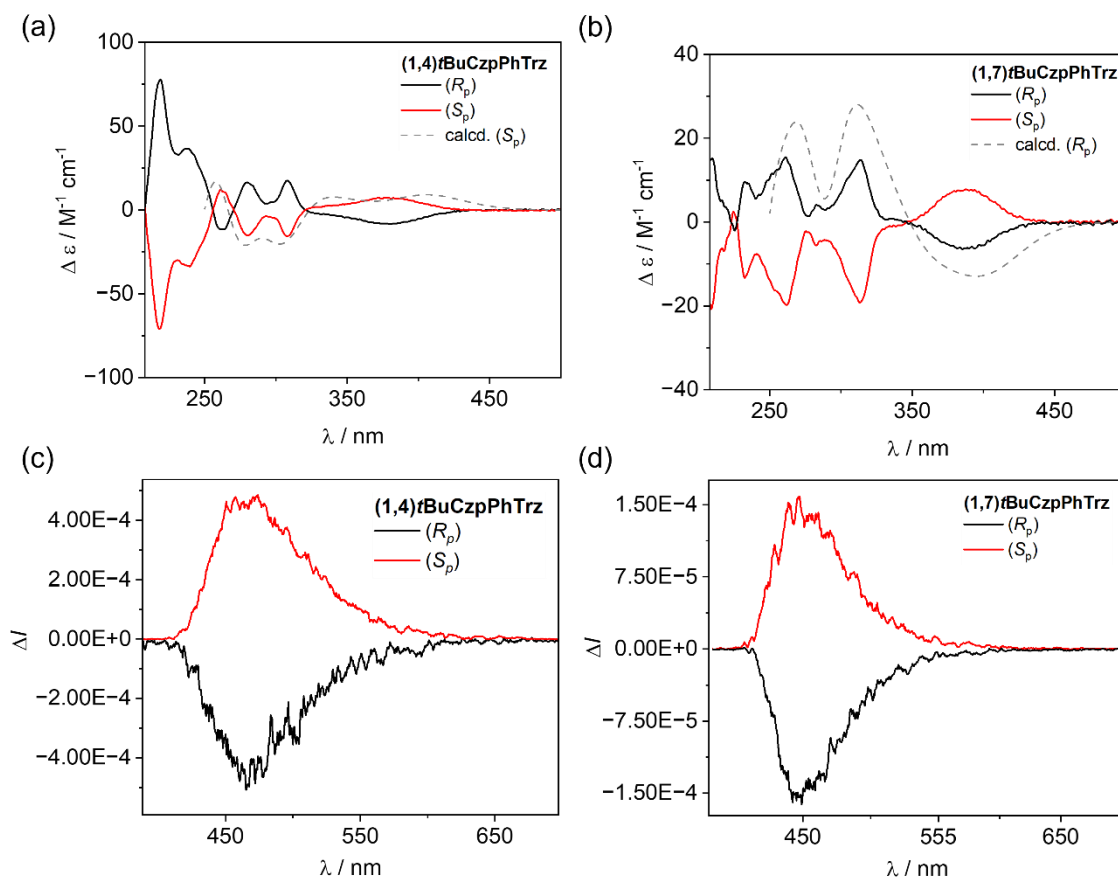 (a)
(1,4)tBuCzpPhTrz
(Rp)
(Sp)
calcd. (Sp)
100
50
0
−50
−100
Δ ε / M⁻¹ cm⁻¹
250
350
450
λ / nm
(b)
(1,7)tBuCzpPhTrz
(Rp)
(Sp)
calcd. (Rp)
40
20
0
−20
−40
Δ ε / M⁻¹ cm⁻¹
250
350
450
λ / nm
(c)
(1,4)tBuCzpPhTrz
(Rp)
(Sp)
4.00E−4
2.00E−4
0.00E+0
−2.00E−4
−4.00E−4
ΔI
450
550
650
λ / nm
(d)
(1,7)tBuCzpPhTrz
(Rp)
(Sp)
1.50E−4
7.50E−5
0.00E+0
−7.50E−5
−1.50E−4
ΔI
450
555
650
λ / nm